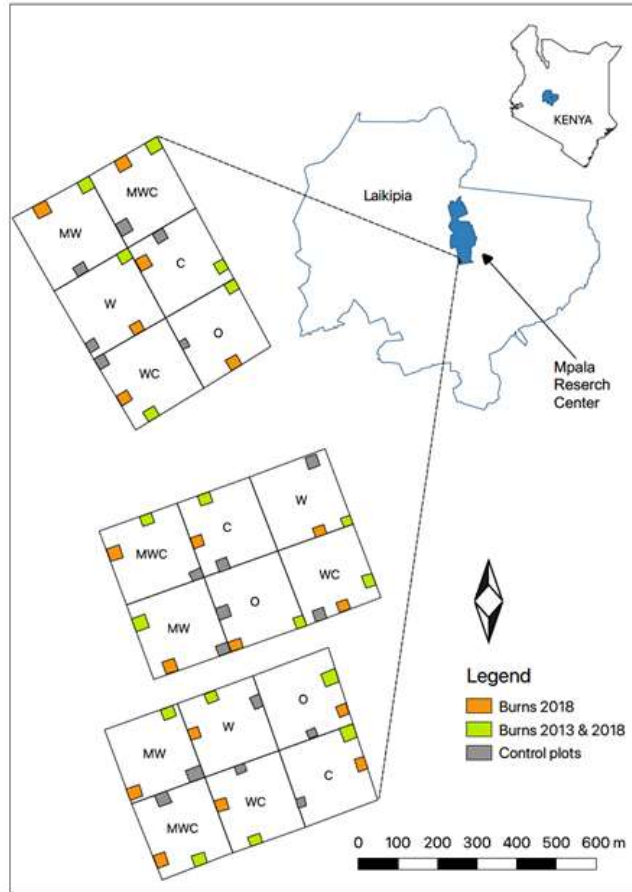 KENYA
Laikipia
Mpala
Reserch
Center
MW
MWC
W
C
WC
O
MWC
C
W
MW
O
WC
MW
W
O
MWC
WC
C
Legend
Burns 2018
Burns 2013 & 2018
Control plots
0 100 200 300 400 500 600 m